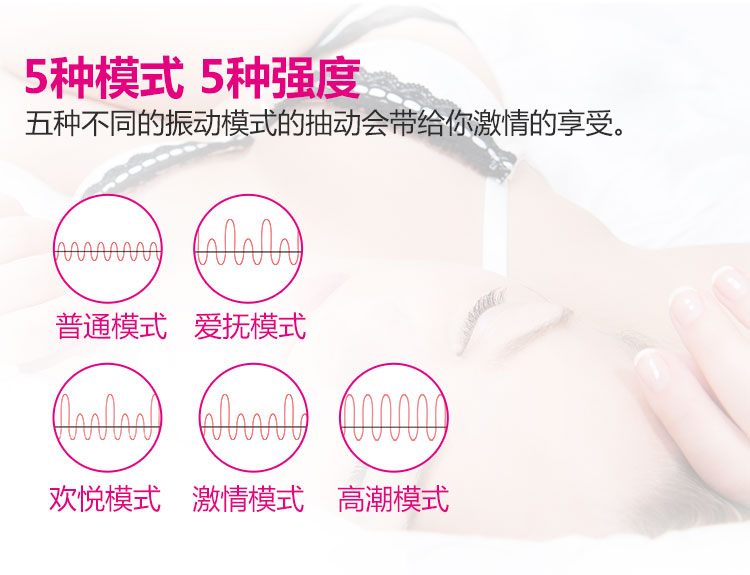 5种模式 5种强度
五种不同的振动模式的抽动会带给你激情的享受。
普通模式 爱抚模式
欢悦模式 激情模式 高潮模式